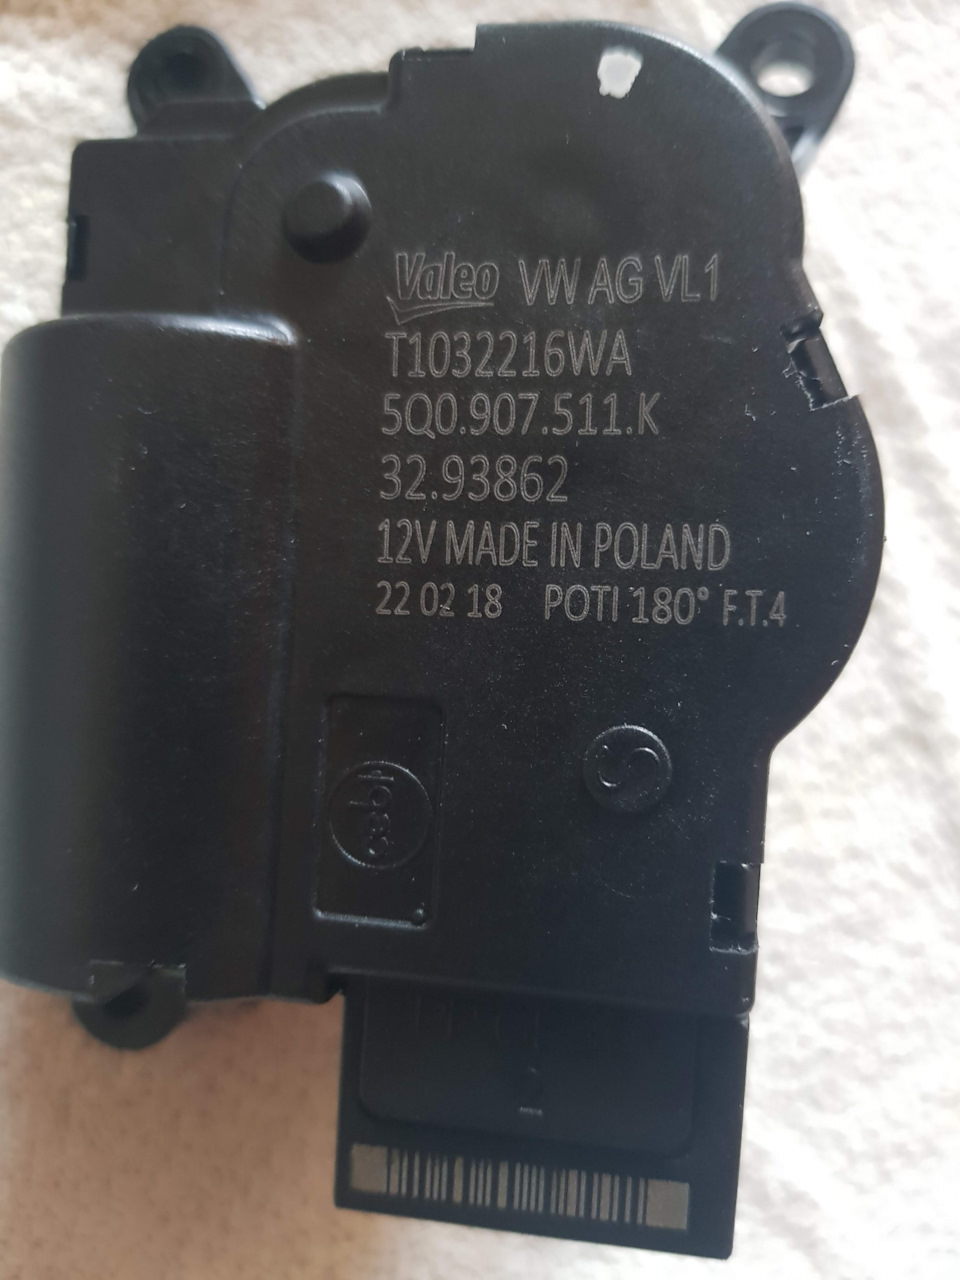 Valeo VW AG VL1
T1032216WA
5Q0.907.511.K
32.93862
12V MADE IN POLAND
22 02 18 POTI 180° F.T.4
S
2